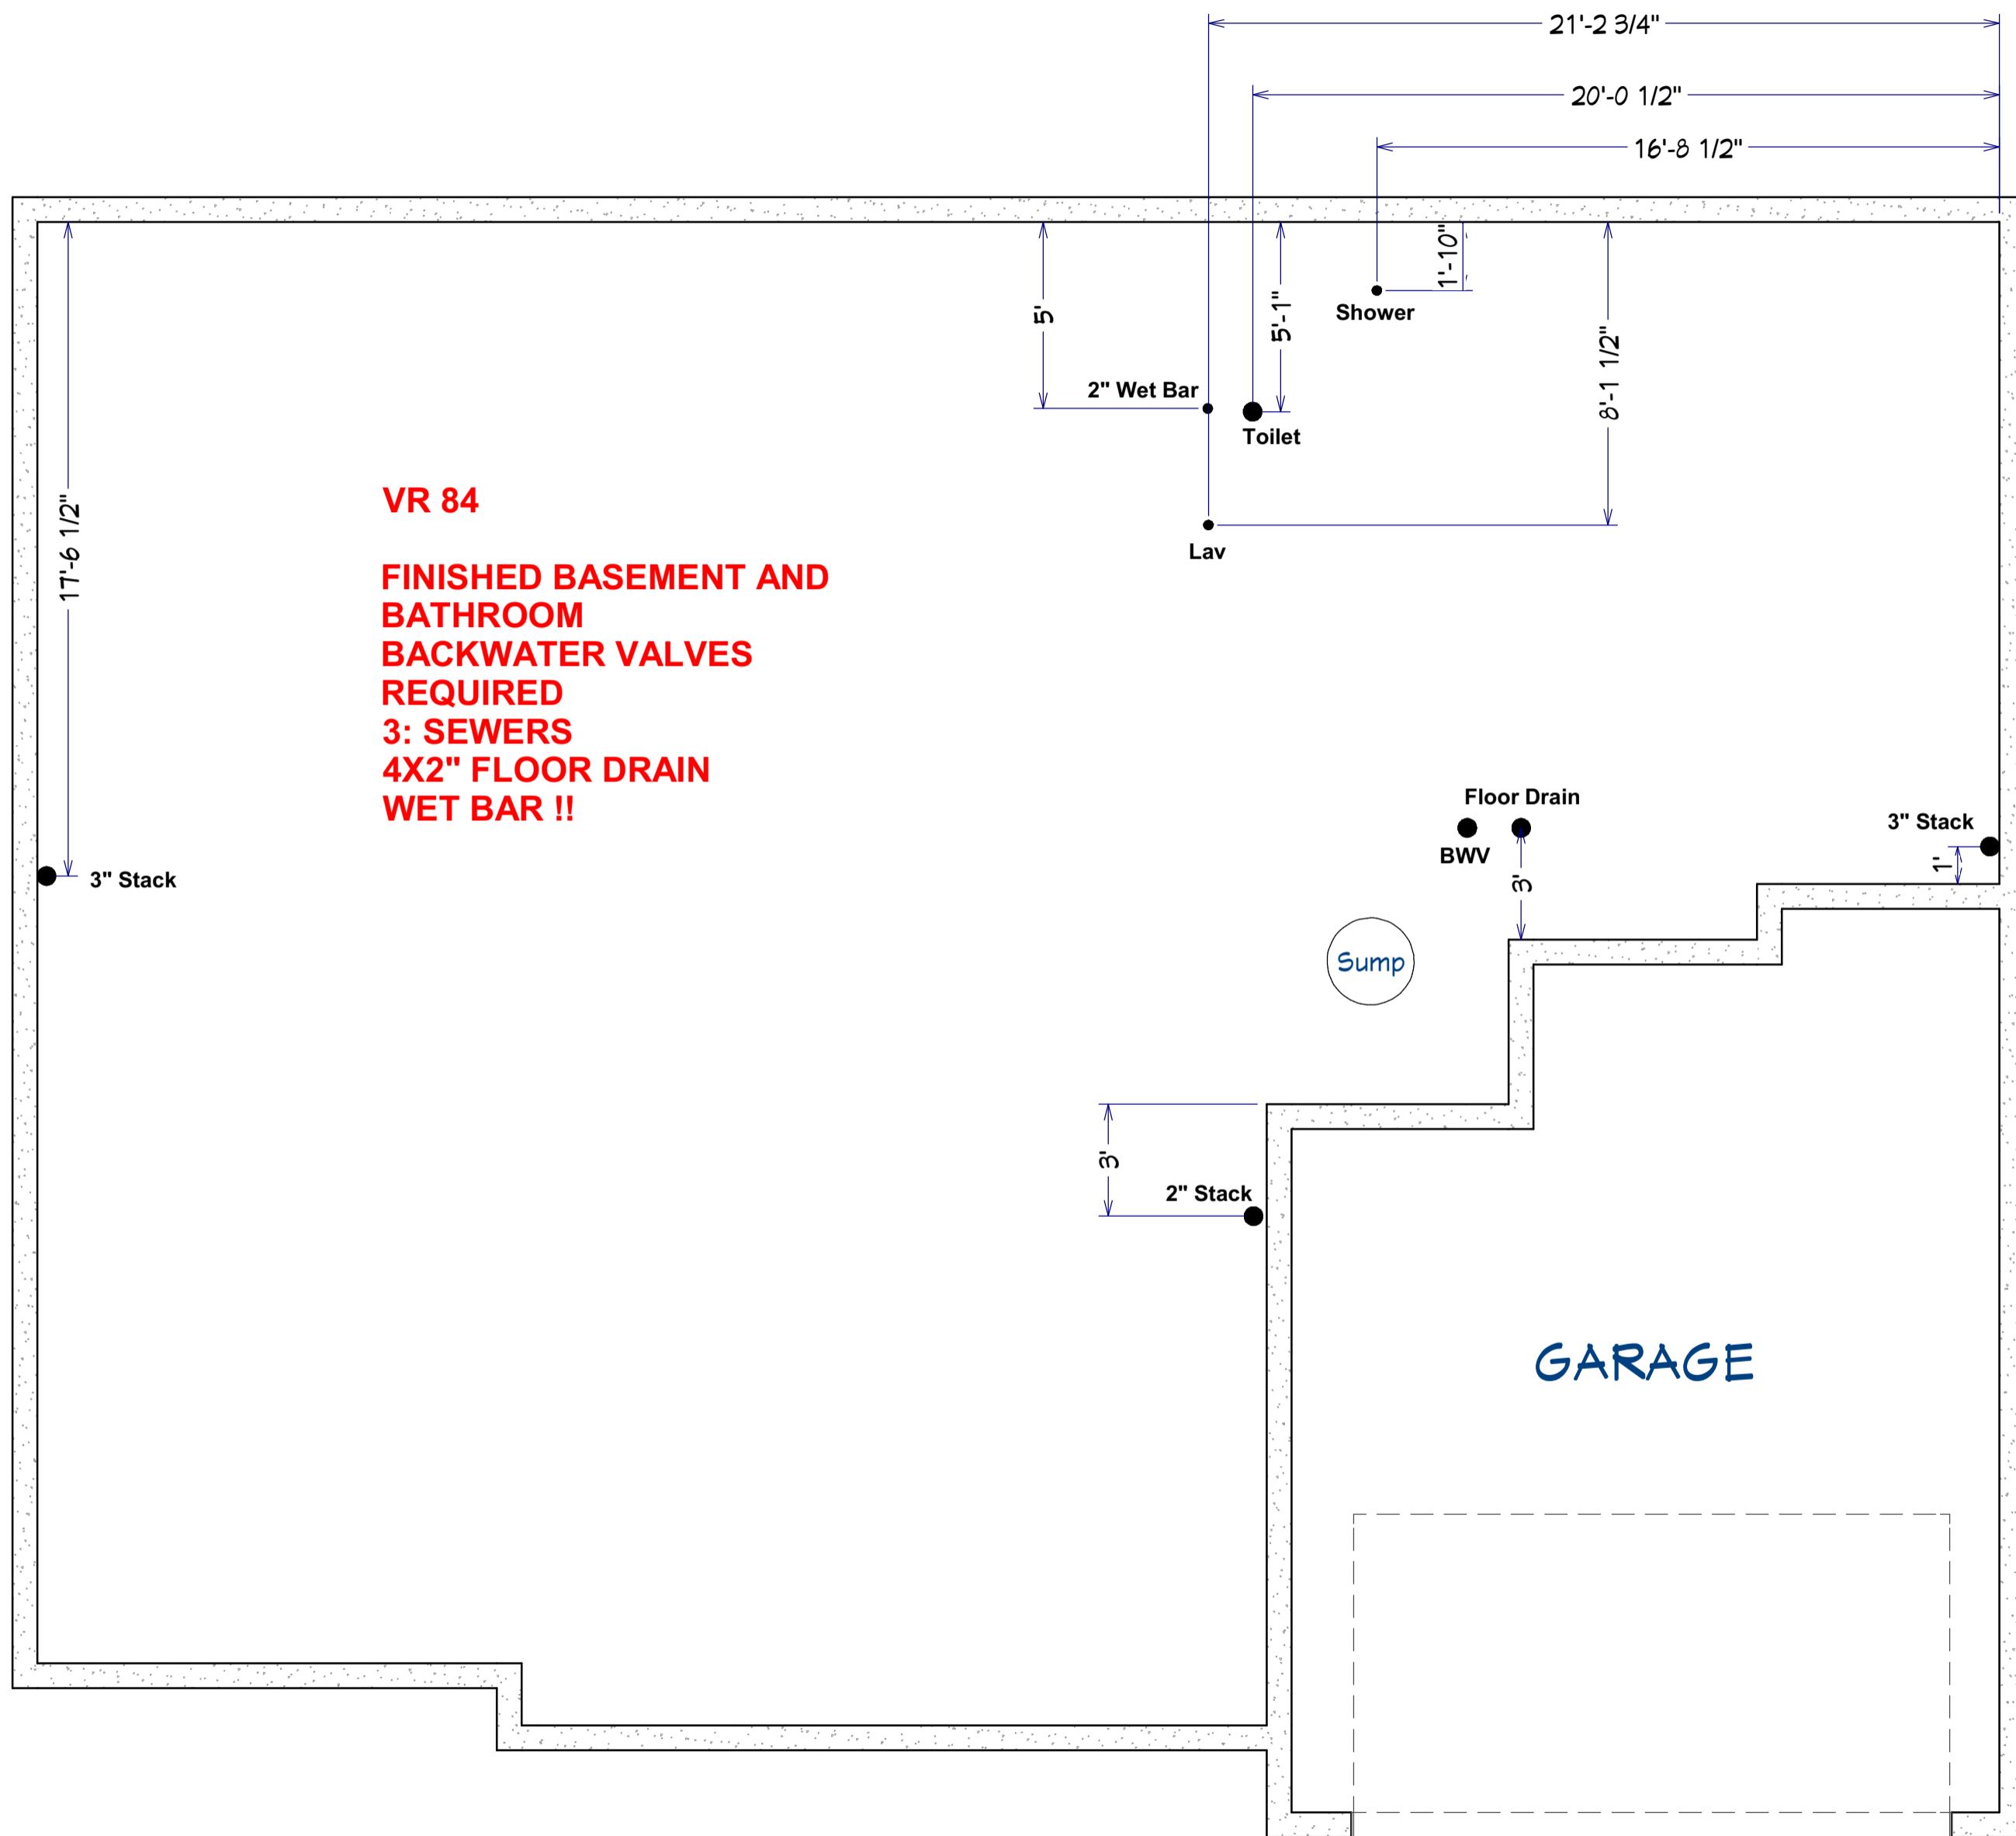 21'-2 3/4"
20'-0 1/2"
16'-8 1/2"
1'-10"
5'
5'-1"
Shower
8'-1 1/2"
2" Wet Bar
Toilet
VR 84
17'-6 1/2"
Lav
FINISHED BASEMENT AND
BATHROOM
BACKWATER VALVES
REQUIRED
3: SEWERS
4X2" FLOOR DRAIN
WET BAR !!
Floor Drain
BWV
3" Stack
1'
3" Stack
3'
Sump
3'
2" Stack
GARAGE